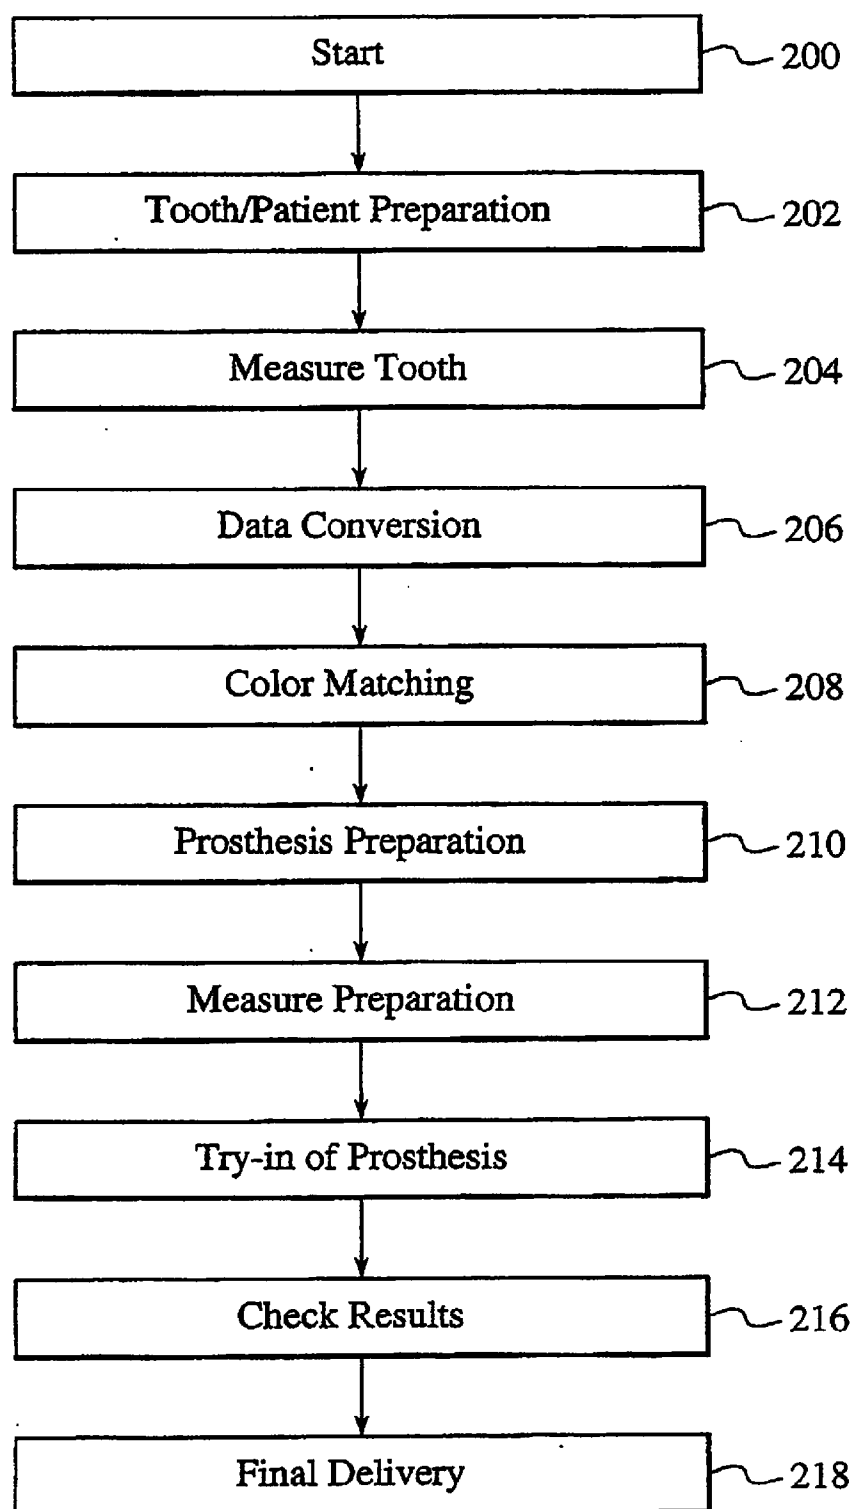 Start 200
Tooth/Patient Preparation 202
Measure Tooth 204
Data Conversion 206
Color Matching 208
Prosthesis Preparation 210
Measure Preparation 212
Try-in of Prosthesis 214
Check Results 216
Final Delivery 218